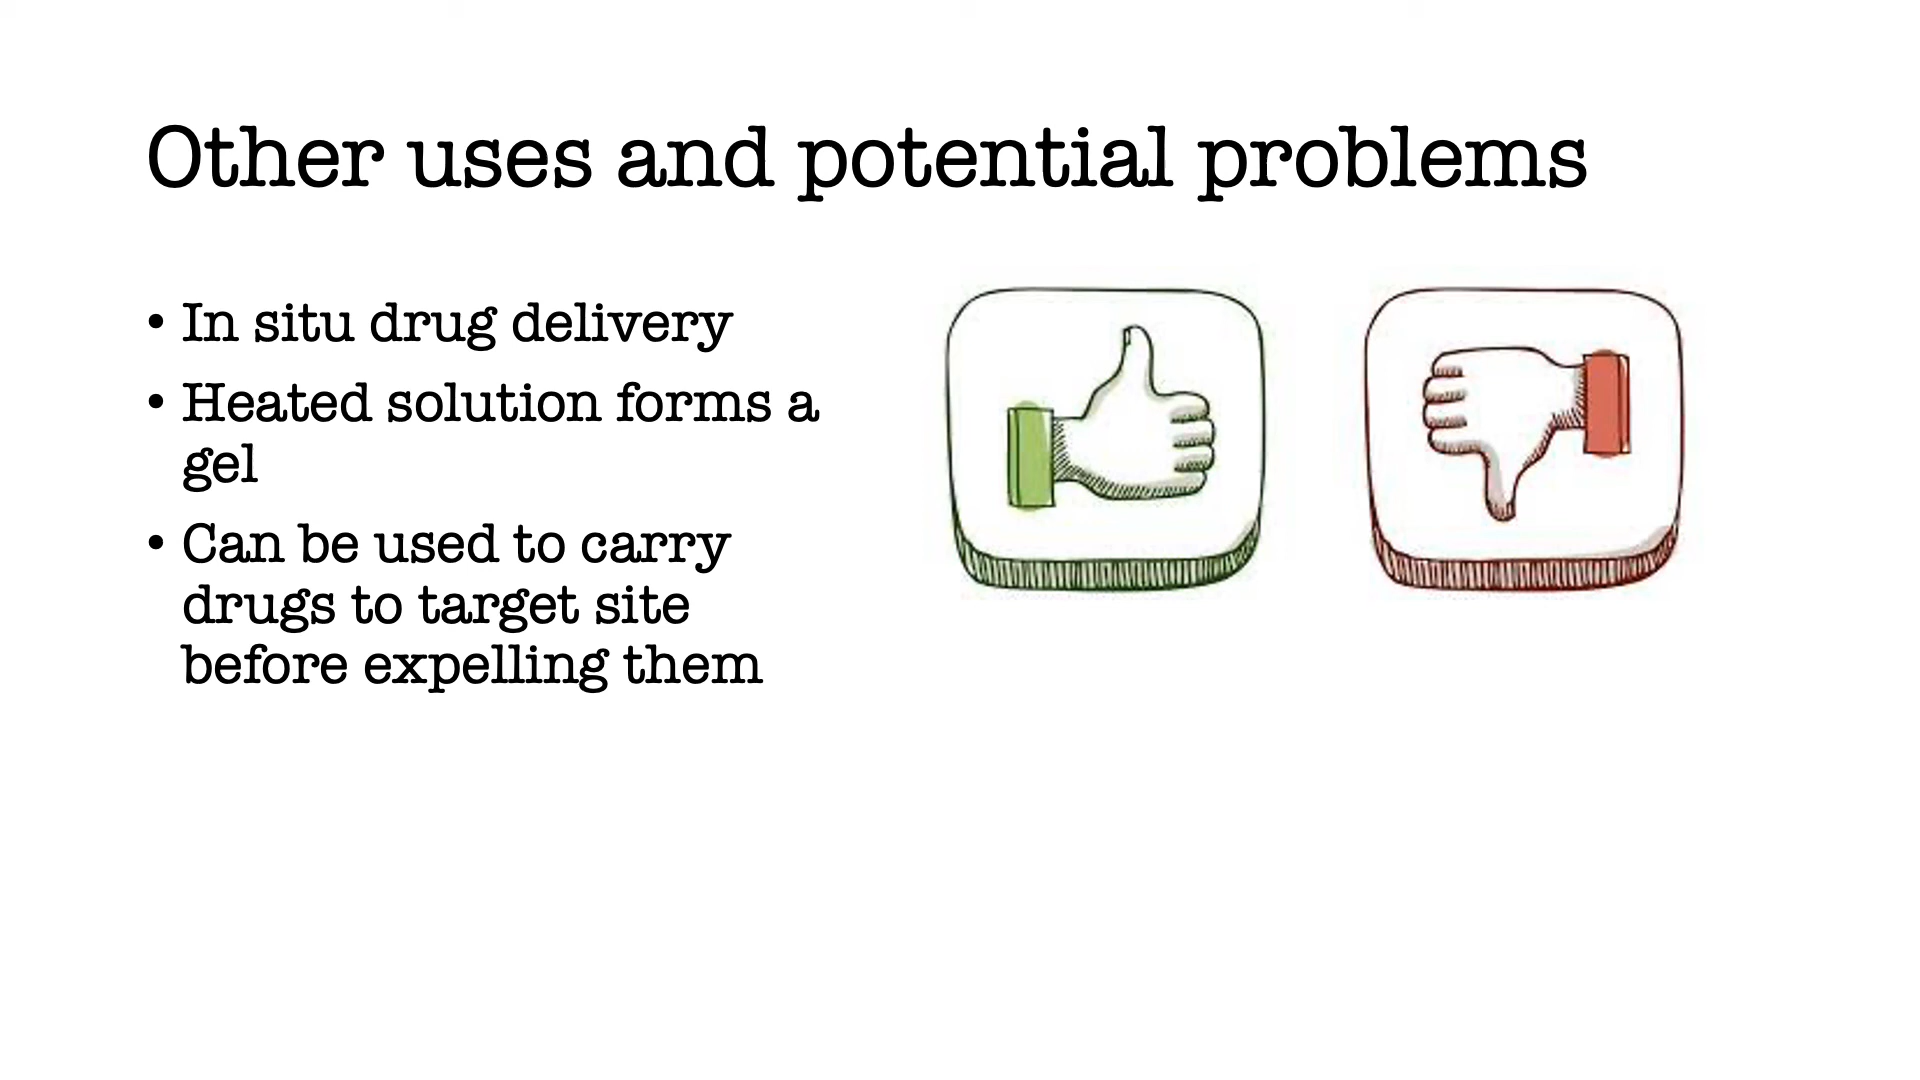 Other uses and potential problems
• In situ drug delivery
• Heated solution forms a
gel
• Can be used to carry
drugs to target site
before expelling them